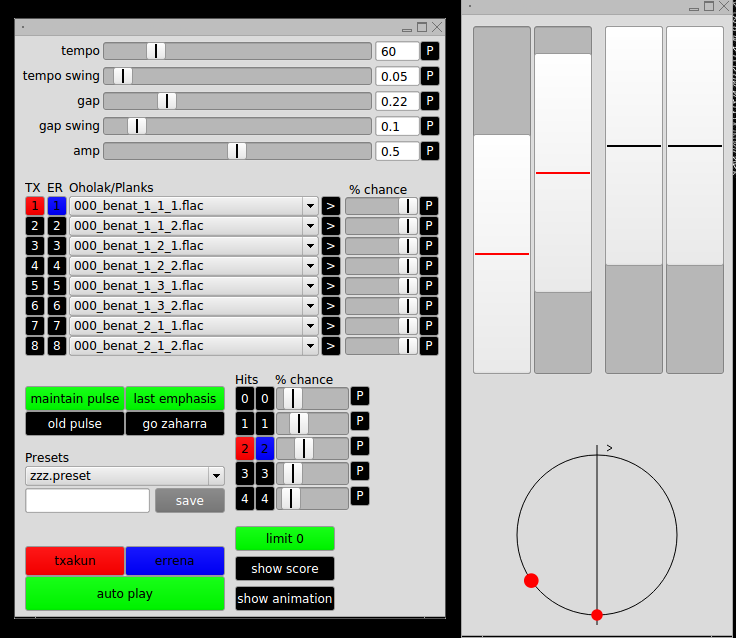 tempo 60 P
tempo swing 0.05 P
gap 0.22 P
gap swing 0.1 P
amp 0.5 P
TX ER Oholak/Planks % chance
1 1 000_benat_1_1_1.flac > P
2 2 000_benat_1_1_2.flac > P
3 3 000_benat_1_2_1.flac > P
4 4 000_benat_1_2_2.flac > P
5 5 000_benat_1_3_1.flac > P
6 6 000_benat_1_3_2.flac > P
7 7 000_benat_2_1_1.flac > P
8 8 000_benat_2_1_2.flac > P
Hits % chance
0 0 P
1 1 P
2 2 P
3 3 P
4 4 P
maintain pulse last emphasis
old pulse go zaharra
Presets
zzz.preset
save
limit 0
txakun errena
show score
auto play
show animation
>